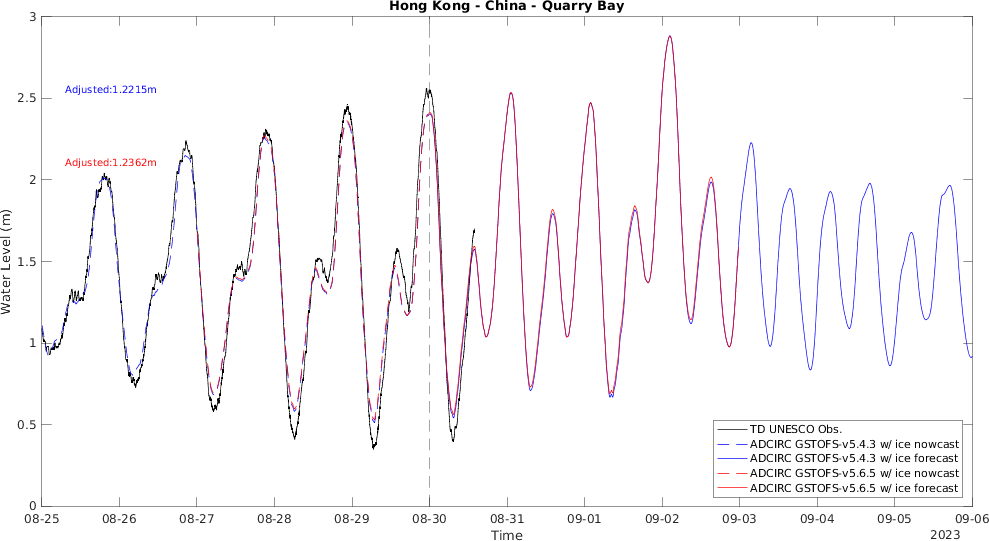 Hong Kong - China - Quarry Bay
3
2.5
2
1.5
1
0.5
0
Water Level (m)
Adjusted:1.2215m
Adjusted:1.2362m
TD UNESCO Obs.
ADCIRC GSTOFS-v5.4.3 w/ ice nowcast
ADCIRC GSTOFS-v5.4.3 w/ ice forecast
ADCIRC GSTOFS-v5.6.5 w/ ice nowcast
ADCIRC GSTOFS-v5.6.5 w/ ice forecast
08-25 08-26 08-27 08-28 08-29 08-30 08-31 09-01 09-02 09-03 09-04 09-05 09-06
Time
2023